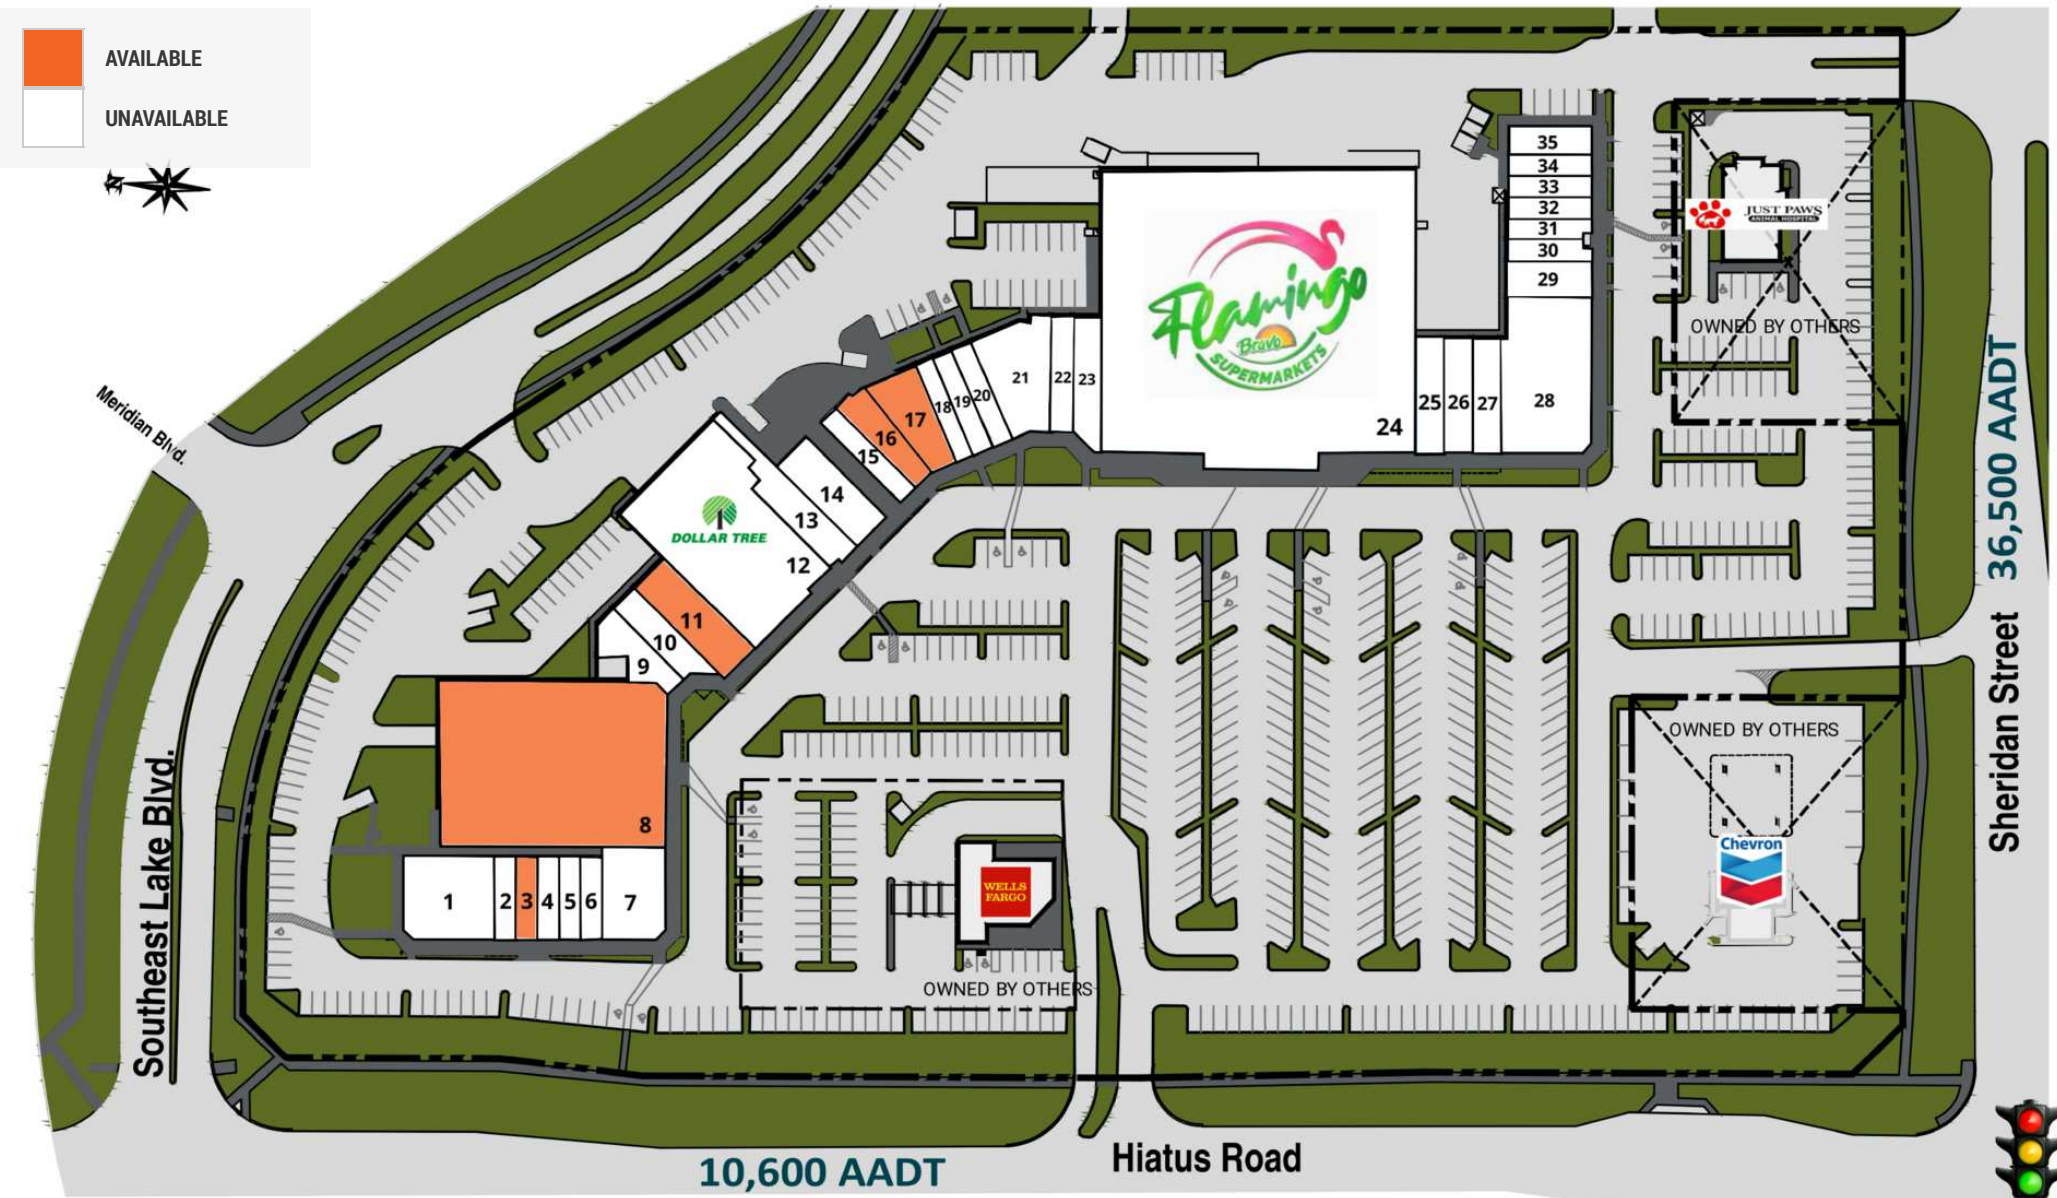 AVAILABLE
UNAVAILABLE
N
Meridian Blvd.
Southeast Lake Blvd.
35
34
33
32
31
30
29
JUST PAWS
ANIMAL HOSPITAL
OWNED BY OTHERS
Flamingo
Bravo
SUPERMARKETS
21
22
23
24
25
26
27
28
20
19
18
17
16
15
14
13
12
DOLLAR TREE
11
10
9
8
1
2
3
4
5
6
7
WELLS
FARGO
OWNED BY OTHERS
OWNED BY OTHERS
Chevron
36,500 AADT
Sheridan Street
10,600 AADT
Hiatus Road